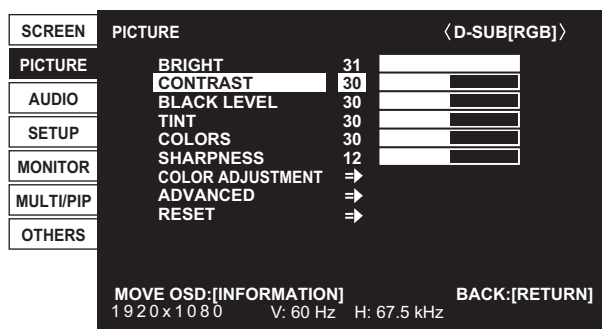 SCREEN
PICTURE
AUDIO
SETUP
MONITOR
MULTI/PIP
OTHERS
PICTURE 〈D-SUB[RGB]〉
BRIGHT 31
CONTRAST 30
BLACK LEVEL 30
TINT 30
COLORS 30
SHARPNESS 12
COLOR ADJUSTMENT
ADVANCED
RESET
MOVE OSD:[INFORMATION] BACK:[RETURN]
1920x1080 V: 60 Hz H: 67.5 kHz